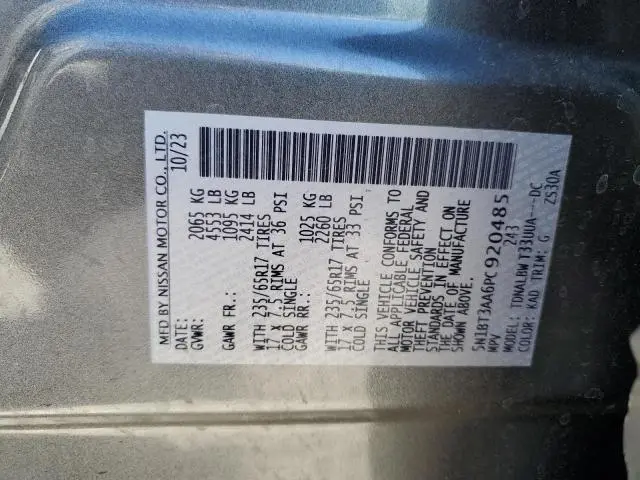 MFD BY NISSAN MOTOR CO., LTD.
DATE: 10/23
GVWR: 2065 KG
4553 LB
GAWR FR.: 1095 KG
2414 LB
WITH 235/65R17 TIRES
17 X 7.5 RIMS AT 36 PSI
COLD SINGLE
GAWR RR.: 1025 KG
2260 LB
WITH 235/65R17 TIRES
17 X 7.5 RIMS AT 33 PSI
COLD SINGLE
THIS VEHICLE CONFORMS TO
ALL APPLICABLE FEDERAL
MOTOR VEHICLE SAFETY AND
THEFT PREVENTION
STANDARDS IN EFFECT ON
THE DATE OF MANUFACTURE
SHOWN ABOVE.
5N1BT3AA6PC920485
MPV 243
MODEL: TDNALBW T33UUA---DC
COLOR: KAD TRIM: G ZS30A